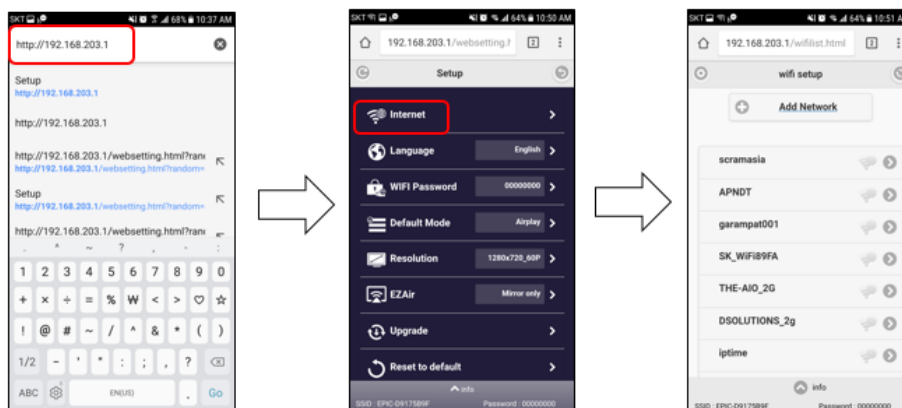 SKT 68% 10:37 AM
http://192.168.203.1
Setup
http://192.168.203.1
http://192.168.203.1
http://192.168.203.1/websetting.html?rand
http://192.168.203.1/websetting.html?random=
Setup
http://192.168.203.1/websetting.html?random=
http://192.168.203.1/websetting.html?rand
. ^ ~ ? , - :
1 2 3 4 5 6 7 8 9 0
+ × ÷ = % ₩ < > ♡ ☆
! @ # ~ / ^ & * ( )
1/2 - ' " : ; , ?
ABC EN(US) . Go
SKT 64% 10:50 AM
192.168.203.1/websetting.h 2
Setup
Internet
Language English
WIFI Password 00000000
Default Mode Airplay
Resolution 1280x720_60P
EZAir Mirror only
Upgrade
Reset to default
info
SSID : EPIC-D9175B9F Password : 00000000
SKT 64% 10:51 A
192.168.203.1/wifilist.html 2
wifi setup
Add Network
scramasia
APNDT
garampat001
SK_WiFi89FA
THE-AIO_2G
DSOLUTIONS_2g
iptime
info
SSID : EPIC-D9175B9F Password : 00000000